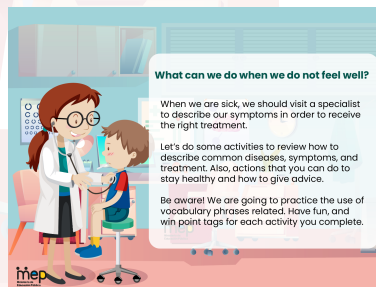 What can we do when we do not feel well?
When we are sick, we should visit a specialist
to describe our symptoms in order to receive
the right treatment.
Let's do some activities to review how to
describe common diseases, symptoms, and
treatment. Also, actions that you can do to
stay healthy and how to give advice.
Be aware! We are going to practice the use of
vocabulary phrases related. Have fun, and
win point tags for each activity you complete.
mep